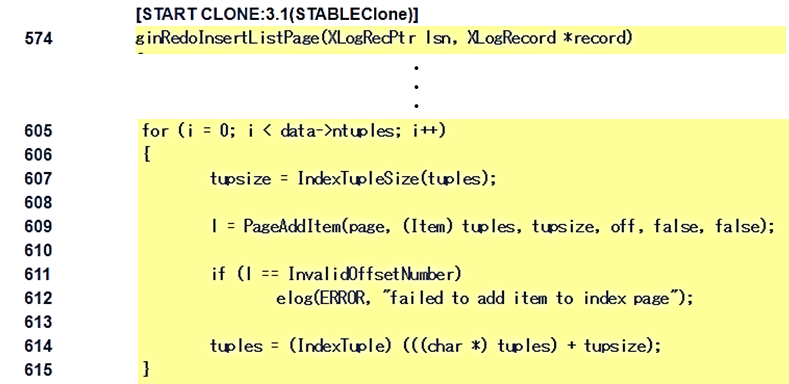 [START CLONE:3.1(STABLEClone)]
574 ginRedoInsertListPage(XLogRecPtr lsn, XLogRecord *record)
.
.
.
605 for (i = 0; i < data->ntuples; i++)
606 {
607 tupsize = IndexTupleSize(tuples);
608
609 l = PageAddItem(page, (Item) tuples, tupsize, off, false, false);
610
611 if (l == InvalidOffsetNumber)
612 elog(ERROR, "failed to add item to index page");
613
614 tuples = (IndexTuple) (((char *) tuples) + tupsize);
615 }